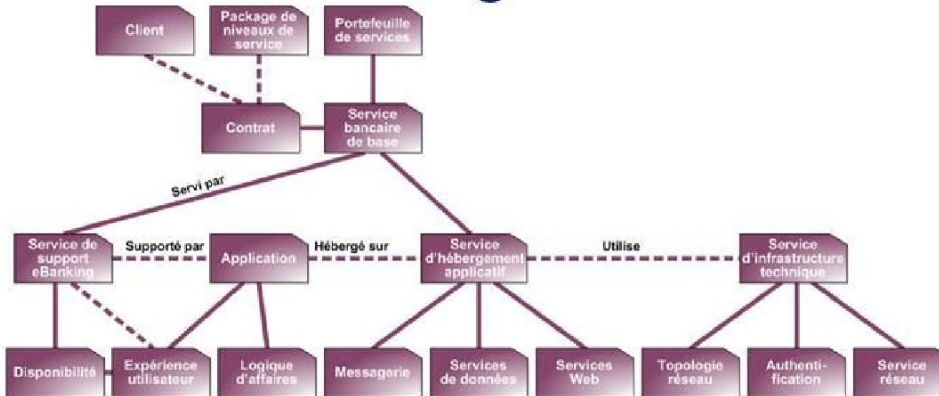 Client
Package de
niveaux de
service
Portefeuille
de services
Contrat
Service
bancaire
de base
Servi par
Service de
support
eBanking
Supporté par
Application
Hébergé sur
Service
d'hébergement
applicatif
Utilise
Service
d'infrastructure
technique
Disponibilité
Expérience
utilisateur
Logique
d'affaires
Messagerie
Services
de données
Services
Web
Topologie
réseau
Authenti-
fication
Service
réseau